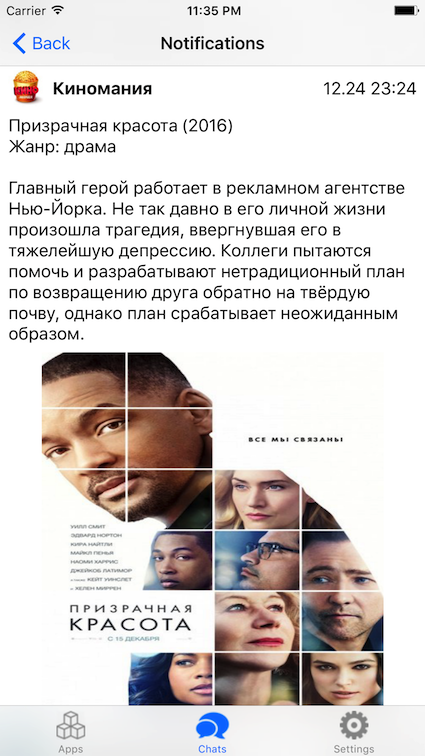 Carrier 11:35 PM
Back Notifications
Киномания 12.24 23:24
Призрачная красота (2016)
Жанр: драма
Главный герой работает в рекламном агентстве
Нью-Йорка. Не так давно в его личной жизни
произошла трагедия, ввергнувшая его в
тяжелейшую депрессию. Коллеги пытаются
помочь и разрабатывают нетрадиционный план
по возвращению друга обратно на твёрдую
почву, однако план срабатывает неожиданным
образом.
ВСЕ МЫ СВЯЗАНЫ
УИЛЛ СМИТ
ЭДВАРД НОРТОН
КИРА НАЙТЛИ
МАЙКЛ ПЕНЬЯ
НАОМИ ХАРРИС
ДЖЕЙКОБ ЛАТИМОР
КЕЙТ УИНСЛЕТ
И ХЕЛЕН МИРРЕН
ПРИЗРАЧНАЯ
КРАСОТА
С 15 ДЕКАБРЯ
Apps Chats Settings